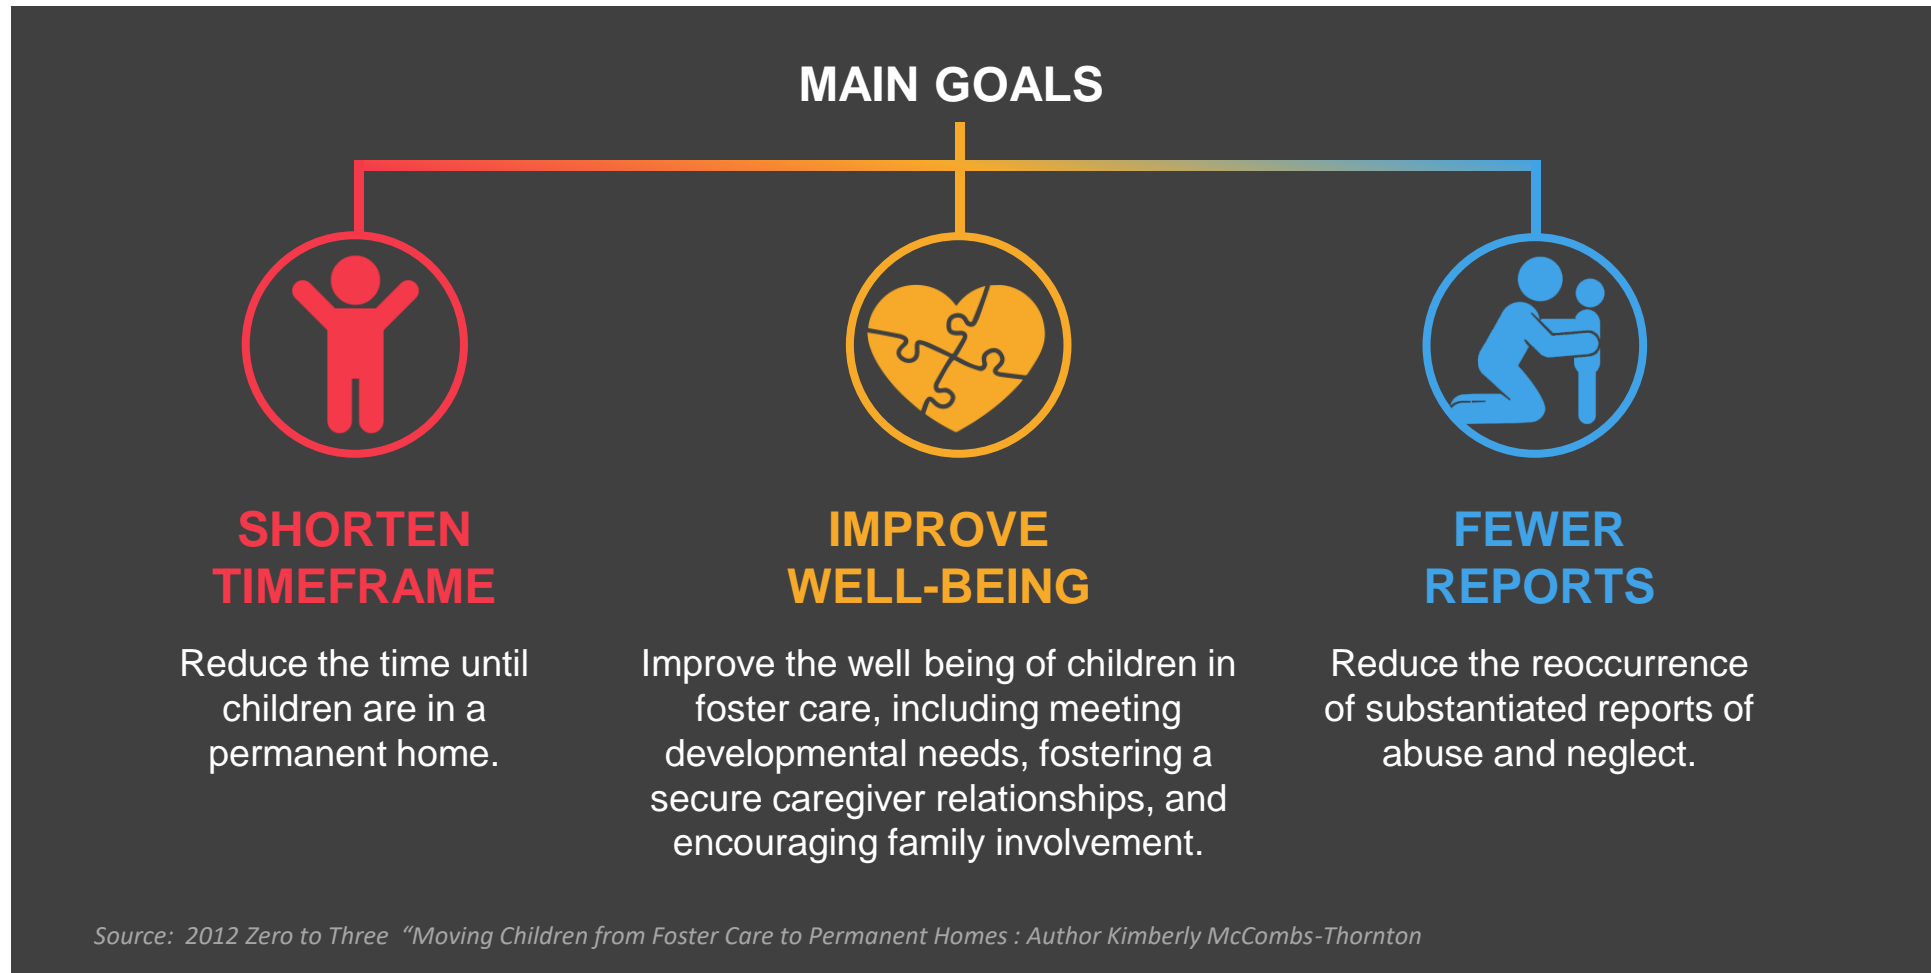 MAIN GOALS
SHORTEN
TIMEFRAME
Reduce the time until
children are in a
permanent home.
IMPROVE
WELL-BEING
Improve the well being of children in
foster care, including meeting
developmental needs, fostering a
secure caregiver relationships, and
encouraging family involvement.
FEWER
REPORTS
Reduce the reoccurrence
of substantiated reports of
abuse and neglect.
Source: 2012 Zero to Three “Moving Children from Foster Care to Permanent Homes : Author Kimberly McCombs-Thornton